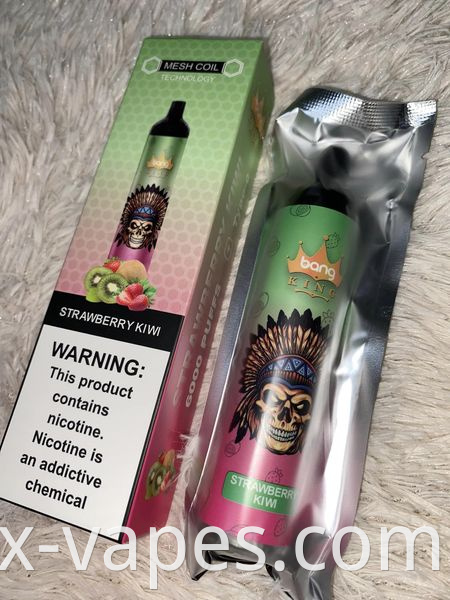 MESH COIL
TECHNOLOGY
bang
KING
STRAWBERRY KIWI
WARNING:
This product
contains
nicotine.
Nicotine is
an addictive
chemical
6000 PUFFS
bang
KING
STRAWBERRY
KIWI
x-vapes.com